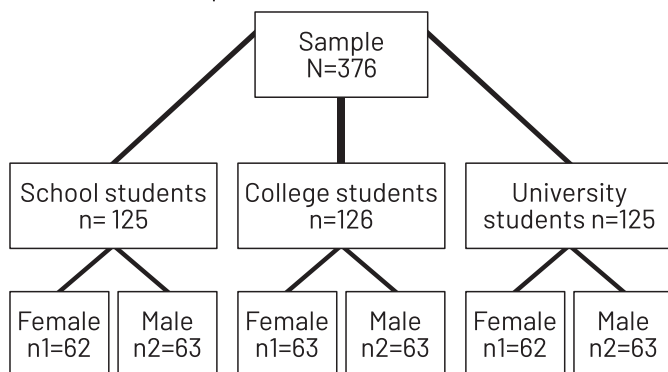 Sample
N=376
School students
n= 125
College students
n=126
University
students n=125
Female
n1=62
Male
n2=63
Female
n1=63
Male
n2=63
Female
n1=62
Male
n2=63